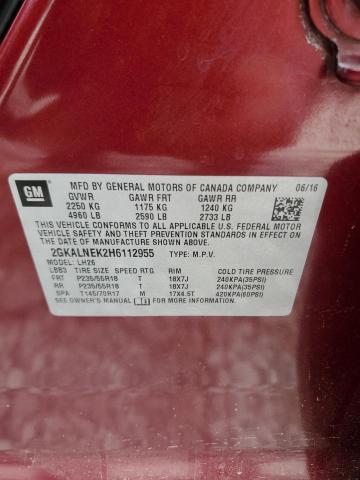 GM
MFD BY GENERAL MOTORS OF CANADA COMPANY 06/16
GVWR GAWR FRT GAWR RR
2250 KG 1175 KG 1240 KG
4960 LB 2590 LB 2733 LB
THIS VEHICLE CONFORMS TO ALL APPLICABLE U.S. FEDERAL MOTOR
VEHICLE SAFETY AND THEFT PREVENTION STANDARDS IN EFFECT
ON THE DATE OF MANUFACTURE SHOWN ABOVE.
2GKALNEK2H6112955 TYPE: M.P.V.
MODEL: LH26
LBB3 TIRE SIZE SPEED RTG RIM COLD TIRE PRESSURE
FRT P235/55R18 T 18X7J 240KPA(35PSI)
RR P235/55R18 T 18X7J 240KPA(35PSI)
SPA T145/70R17 M 17X4.5T 420KPA(60PSI)
SEE OWNER'S MANUAL FOR MORE INFORMATION.